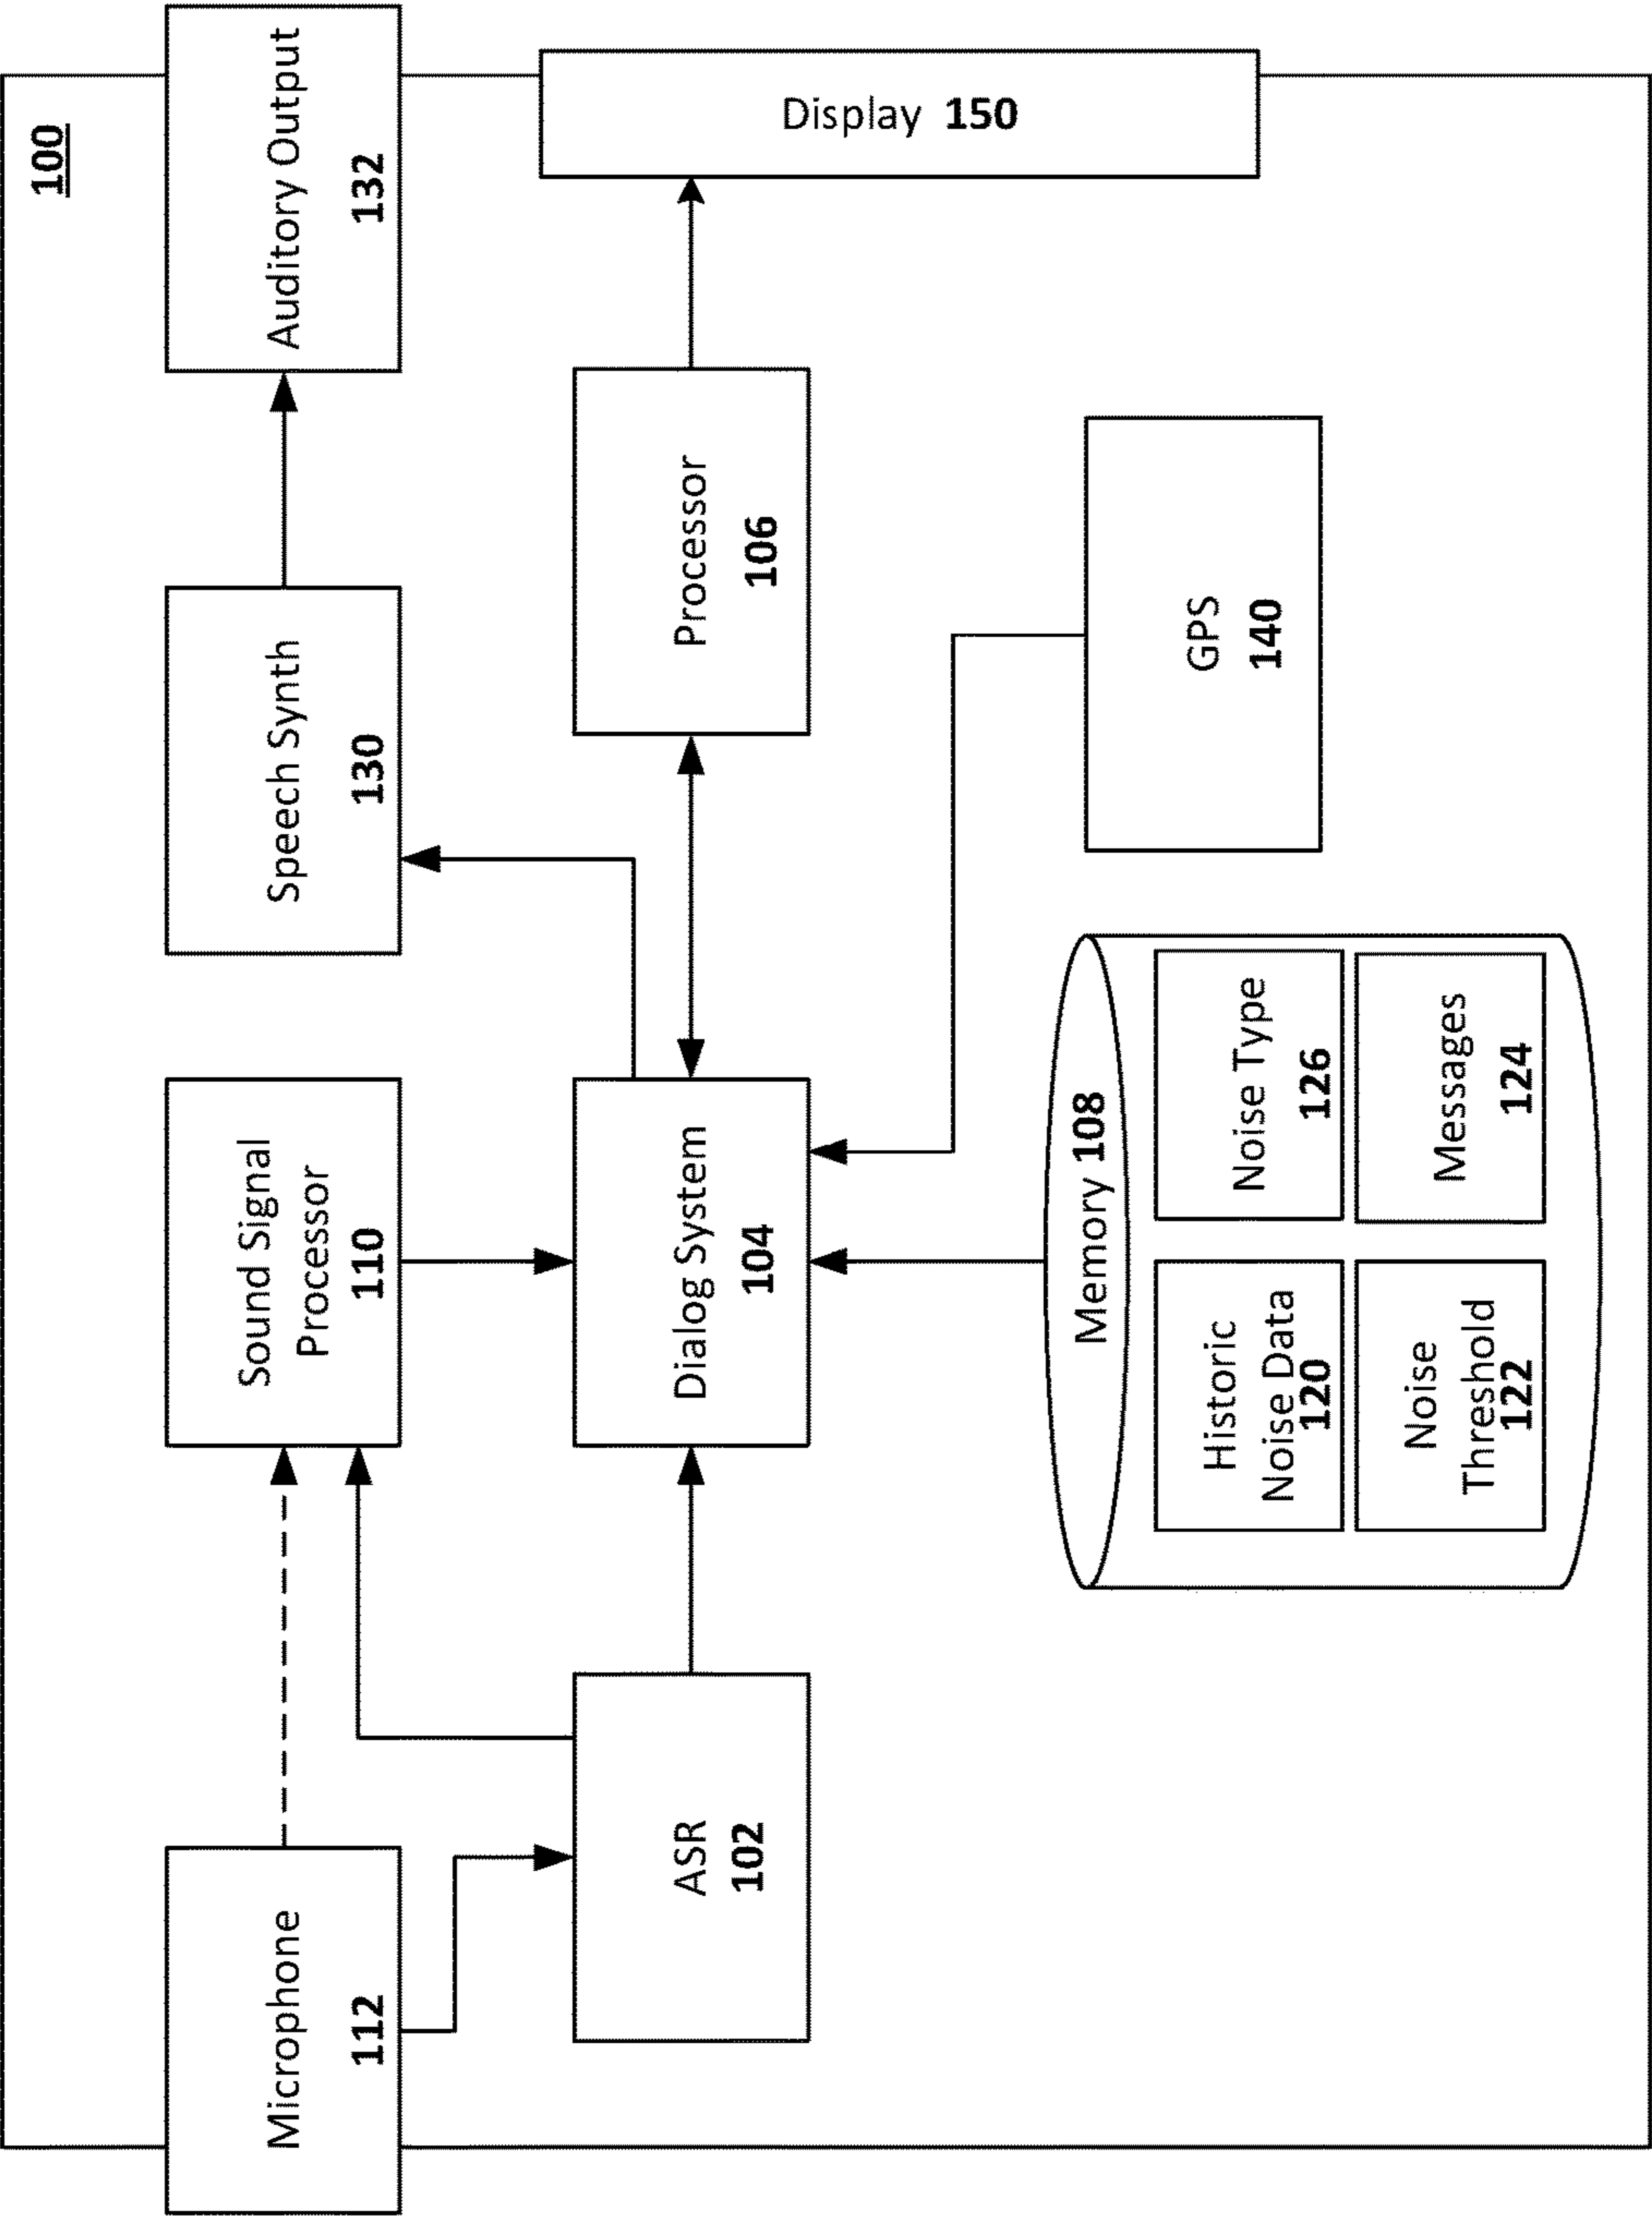 100
Microphone
112
Sound Signal
Processor
110
Speech Synth
130
Auditory Output
132
ASR
102
Dialog System
104
Processor
106
Display 150
Memory 108
Historic
Noise Data
120
Noise Type
126
Noise
Threshold
122
Messages
124
GPS
140